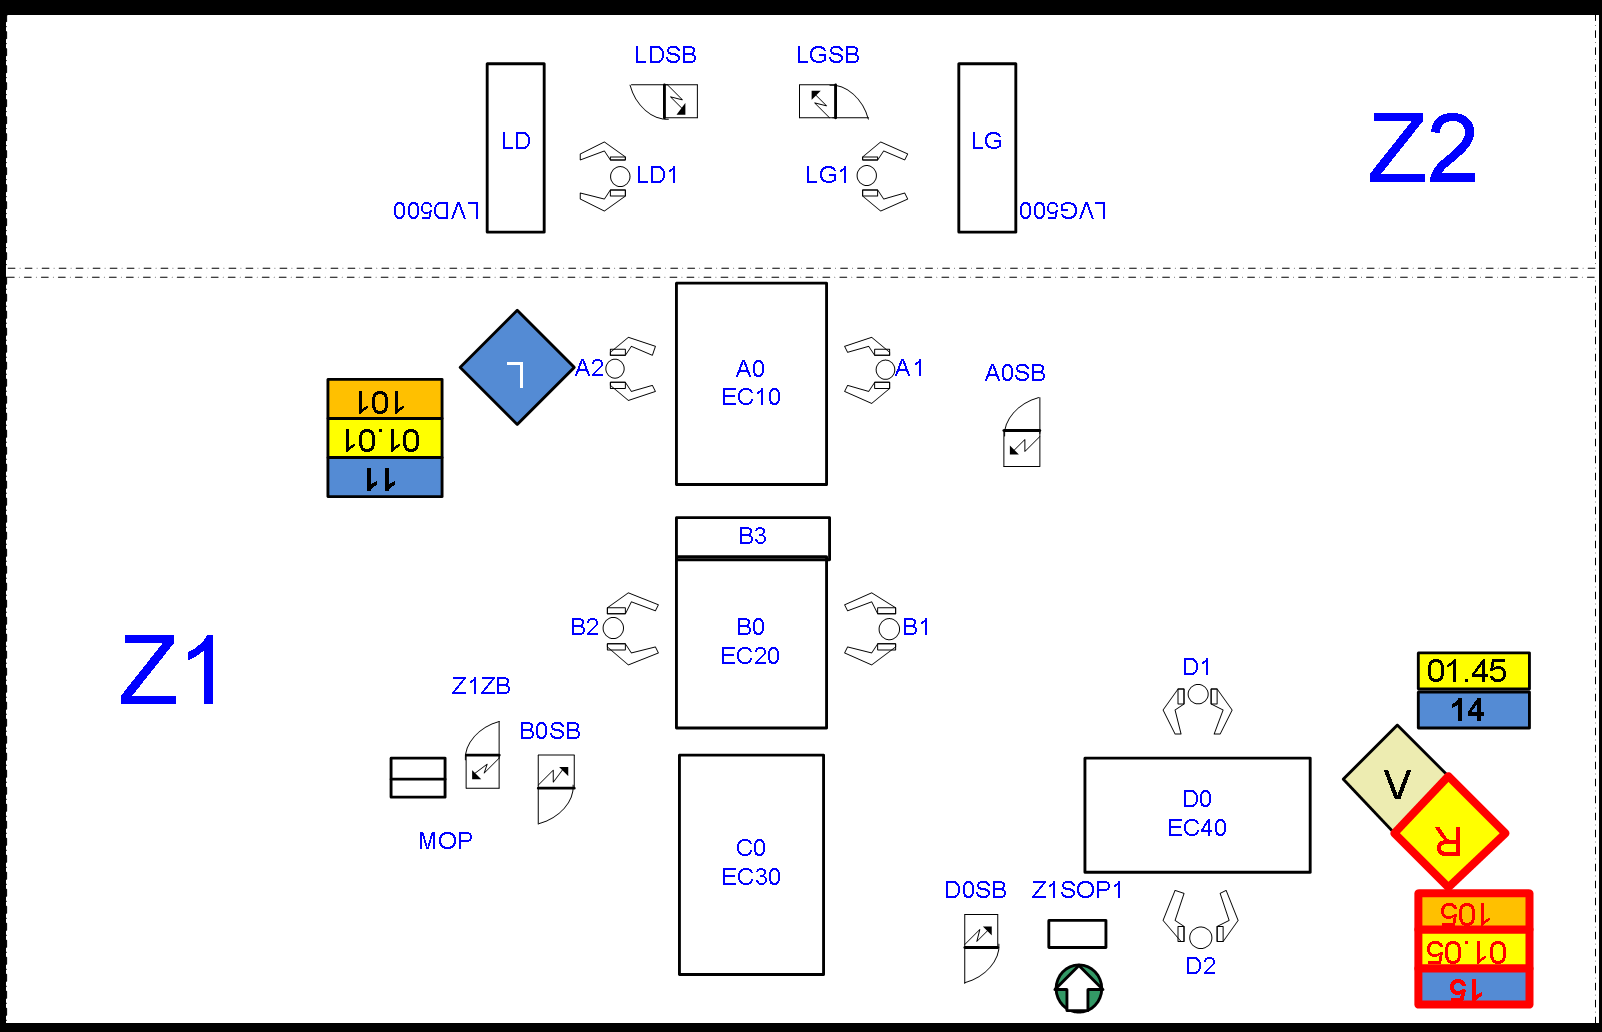 LDSB
LGSB
LD
LG
Z2
LD1
LG1
LVD500
LVG500
L
A2
A0
EC10
A1
A0SB
101
01.01
11
B3
B2
B0
EC20
B1
Z1
Z1ZB
B0SB
D1
01.45
14
MOP
C0
EC30
D0
EC40
V
R
D0SB
Z1SOP1
D2
105
01.05
15